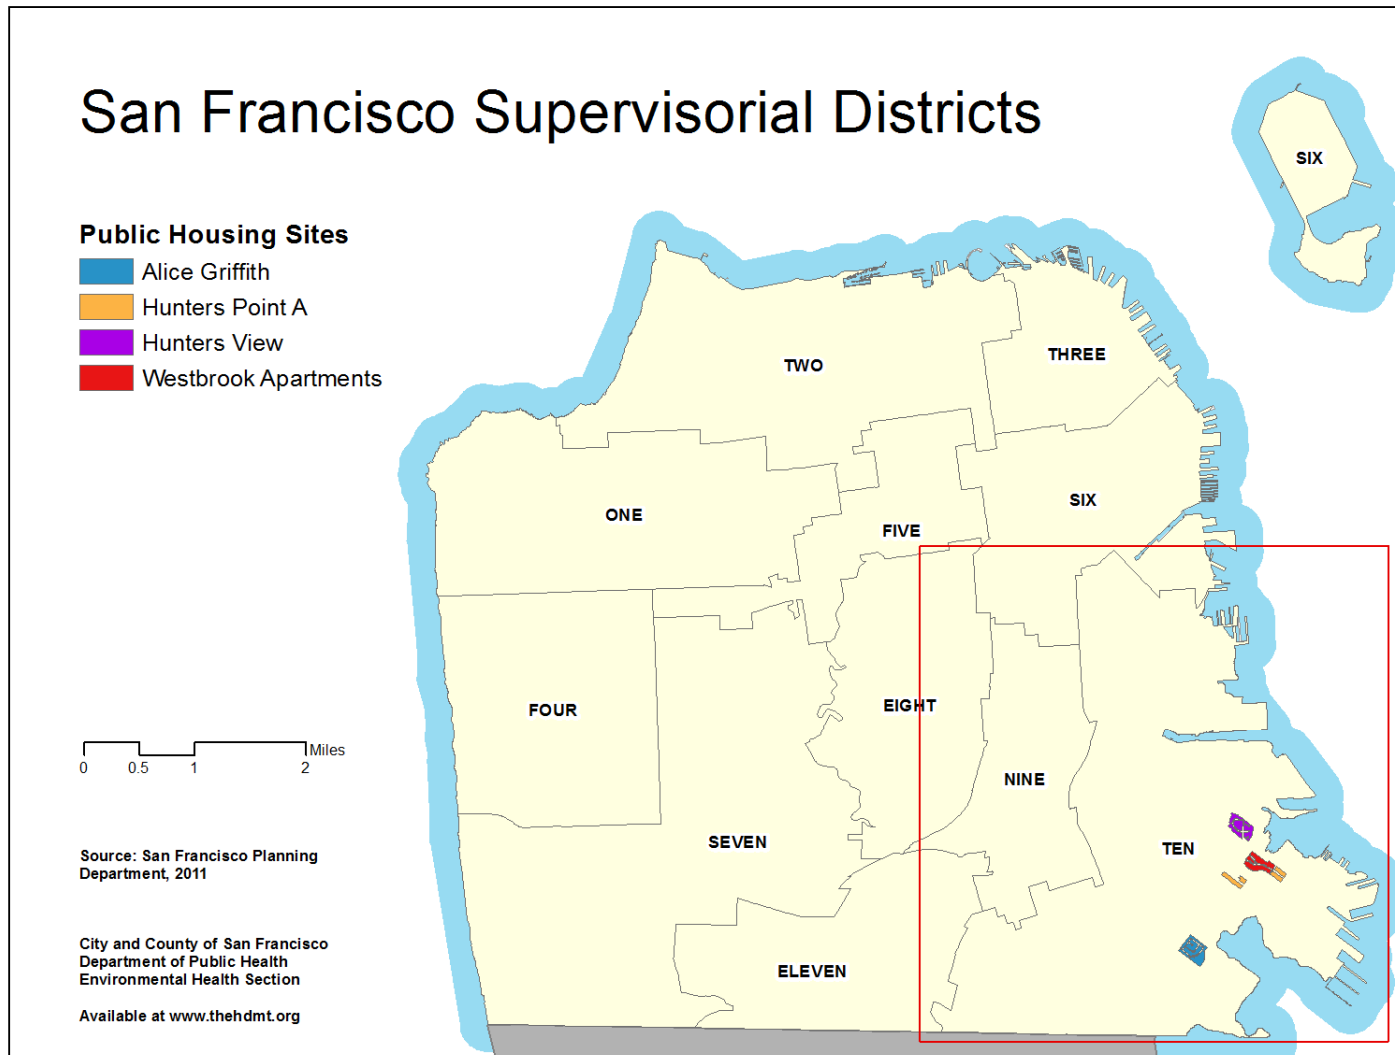 San Francisco Supervisorial Districts
Public Housing Sites
Alice Griffith
Hunters Point A
Hunters View
Westbrook Apartments
SIX
TWO
THREE
ONE
FIVE
SIX
FOUR
EIGHT
NINE
SEVEN
TEN
ELEVEN
Miles
0 0.5 1 2
Source: San Francisco Planning
Department, 2011
City and County of San Francisco
Department of Public Health
Environmental Health Section
Available at www.thehdmt.org